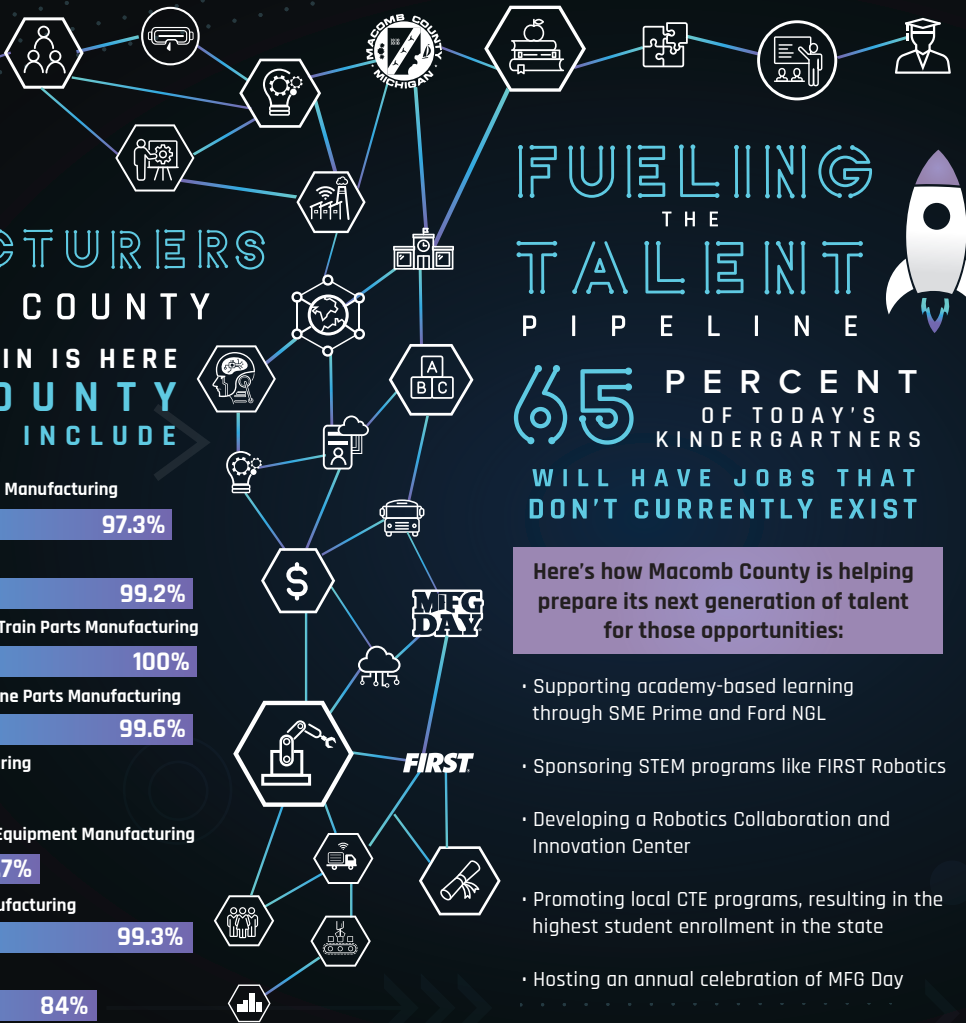 MACOMB COUNTY
MICHIGAN
CTURERS
COUNTY
IN IS HERE
OUNTY
INCLUDE
Manufacturing
97.3%
99.2%
Train Parts Manufacturing
100%
ne Parts Manufacturing
99.6%
ring
Equipment Manufacturing
.7%
ufacturing
99.3%
84%
A
B C
$
MFG
DAY
FIRST
FUELING
THE
TALENT
PIPELINE
65 PERCENT
OF TODAY'S
KINDERGARTNERS
WILL HAVE JOBS THAT
DON'T CURRENTLY EXIST
Here's how Macomb County is helping
prepare its next generation of talent
for those opportunities:
· Supporting academy-based learning
through SME Prime and Ford NGL
· Sponsoring STEM programs like FIRST Robotics
· Developing a Robotics Collaboration and
Innovation Center
· Promoting local CTE programs, resulting in the
highest student enrollment in the state
· Hosting an annual celebration of MFG Day